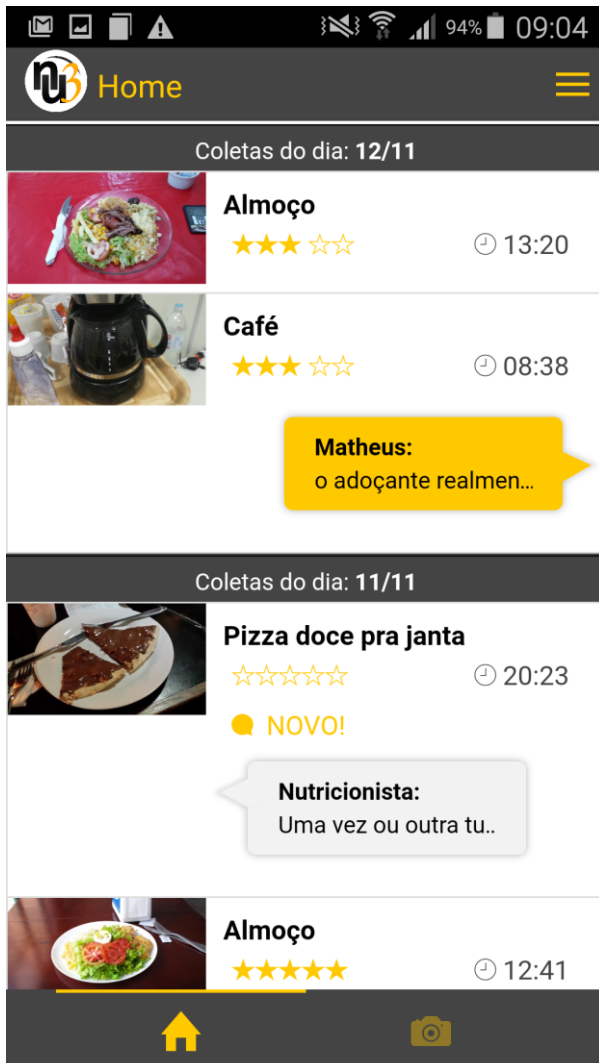 94% 09:04
nu3 Home
Coletas do dia: 12/11
Almoço
13:20
Café
08:38
Matheus:
o adoçante realmen...
Coletas do dia: 11/11
Pizza doce pra janta
20:23
NOVO!
Nutricionista:
Uma vez ou outra tu..
Almoço
12:41